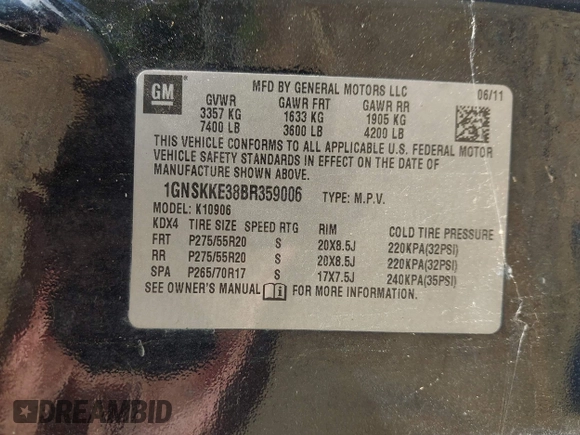 GM
MFD BY GENERAL MOTORS LLC
06/11
GVWR GAWR FRT GAWR RR
3357 KG 1633 KG 1905 KG
7400 LB 3600 LB 4200 LB
THIS VEHICLE CONFORMS TO ALL APPLICABLE U.S. FEDERAL MOTOR
VEHICLE SAFETY STANDARDS IN EFFECT ON THE DATE OF
MANUFACTURE SHOWN ABOVE.
1GNSKKE38BR359006 TYPE: M.P.V.
MODEL: K10906
KDX4 TIRE SIZE SPEED RTG RIM COLD TIRE PRESSURE
FRT P275/55R20 S 20X8.5J 220KPA(32PSI)
RR P275/55R20 S 20X8.5J 220KPA(32PSI)
SPA P265/70R17 S 17X7.5J 240KPA(35PSI)
SEE OWNER'S MANUAL FOR MORE INFORMATION.
DREAMBID